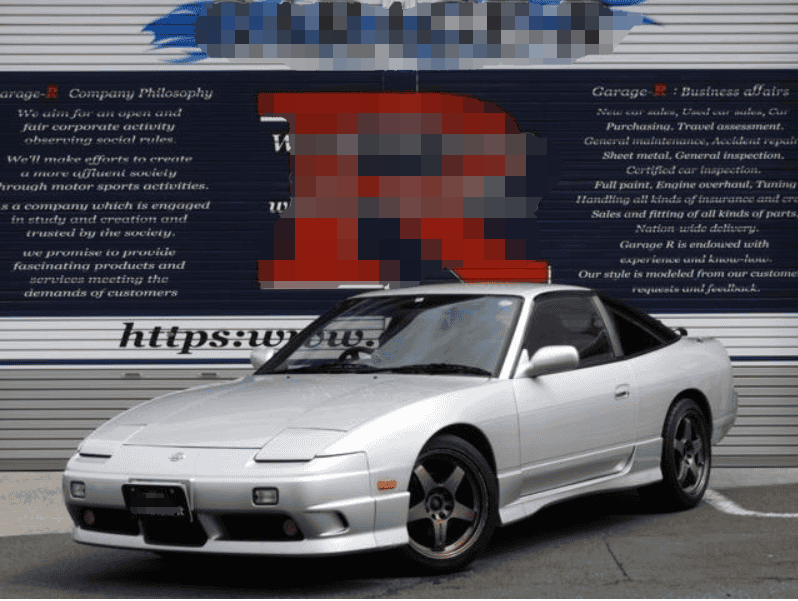 Garage-R Company Philosophy
We aim for an open and
fair corporate activity
observing social rules.
We'll make efforts to create
a more affluent society
through motor sports activities.
As a company which is engaged
in study and creation and
trusted by the society.
we promise to provide
fascinating products and
services meeting the
demands of customers
R
https:www.
Garage-R : Business affairs
New car sales, Used car sales, Car
Purchasing, Travel assessment.
General maintenance, Accident repair
Sheet metal, General inspection.
Certified car inspection.
Full paint, Engine overhaul, Tuning
Handling all kinds of insurance and
Sales and fitting of all kinds of parts,
Nation-wide delivery.
Garage R is endowed with
experience and know-how.
Our style is modeled from our custome
requests and feedback.